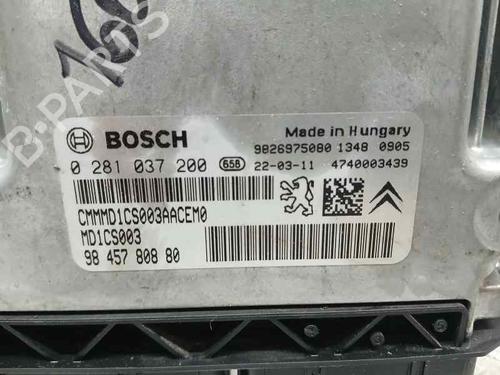 168
BOSCH
Made in Hungary
9826975080 1348 0905
0 281 037 200 658 22-03-11 4740003439
CMMMD1CS003AACEM0
MD1CS003
98 457 808 80